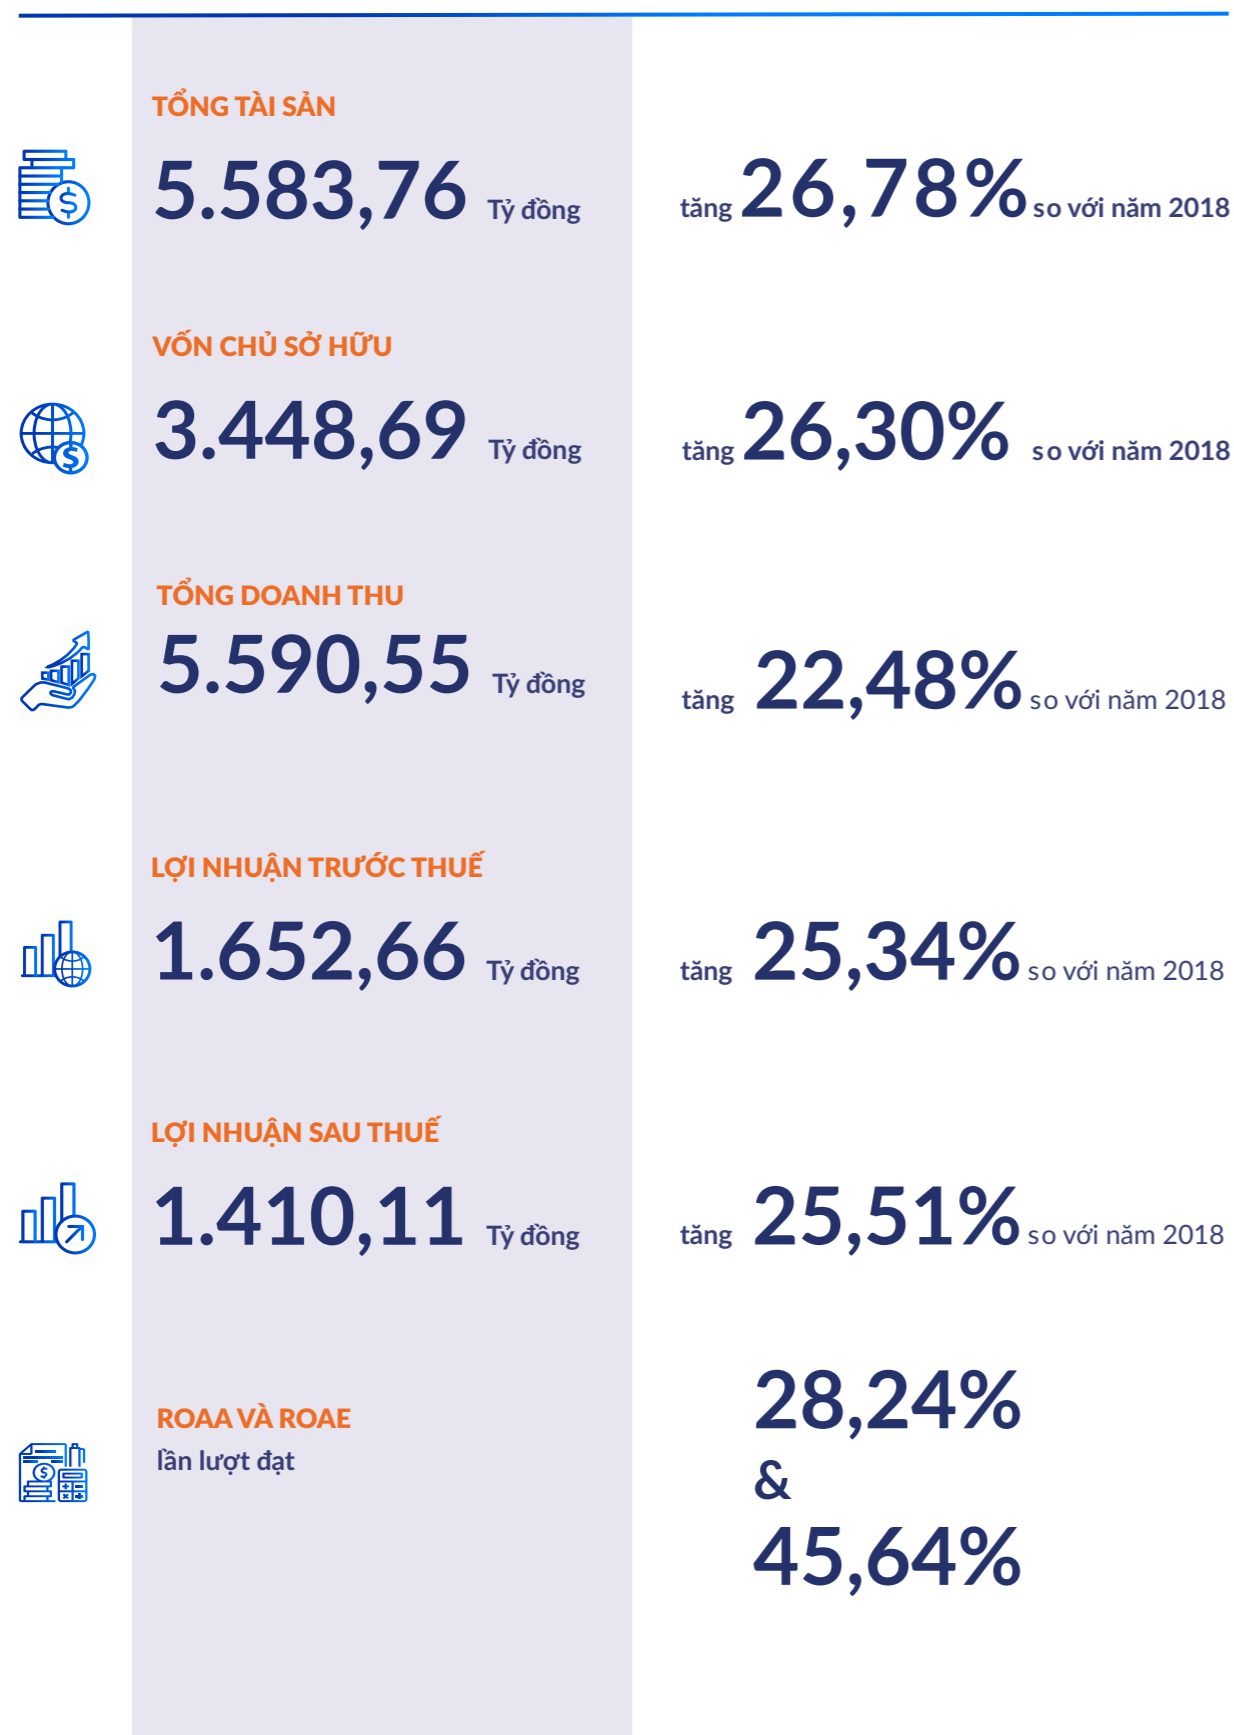 TỔNG TÀI SẢN
5.583,76 Tỷ đồng
tăng 26,78% so với năm 2018
VỐN CHỦ SỞ HỮU
3.448,69 Tỷ đồng
tăng 26,30% so với năm 2018
TỔNG DOANH THU
5.590,55 Tỷ đồng
tăng 22,48% so với năm 2018
LỢI NHUẬN TRƯỚC THUẾ
1.652,66 Tỷ đồng
tăng 25,34% so với năm 2018
LỢI NHUẬN SAU THUẾ
1.410,11 Tỷ đồng
tăng 25,51% so với năm 2018
ROAA VÀ ROAE
lần lượt đạt
28,24%
&
45,64%